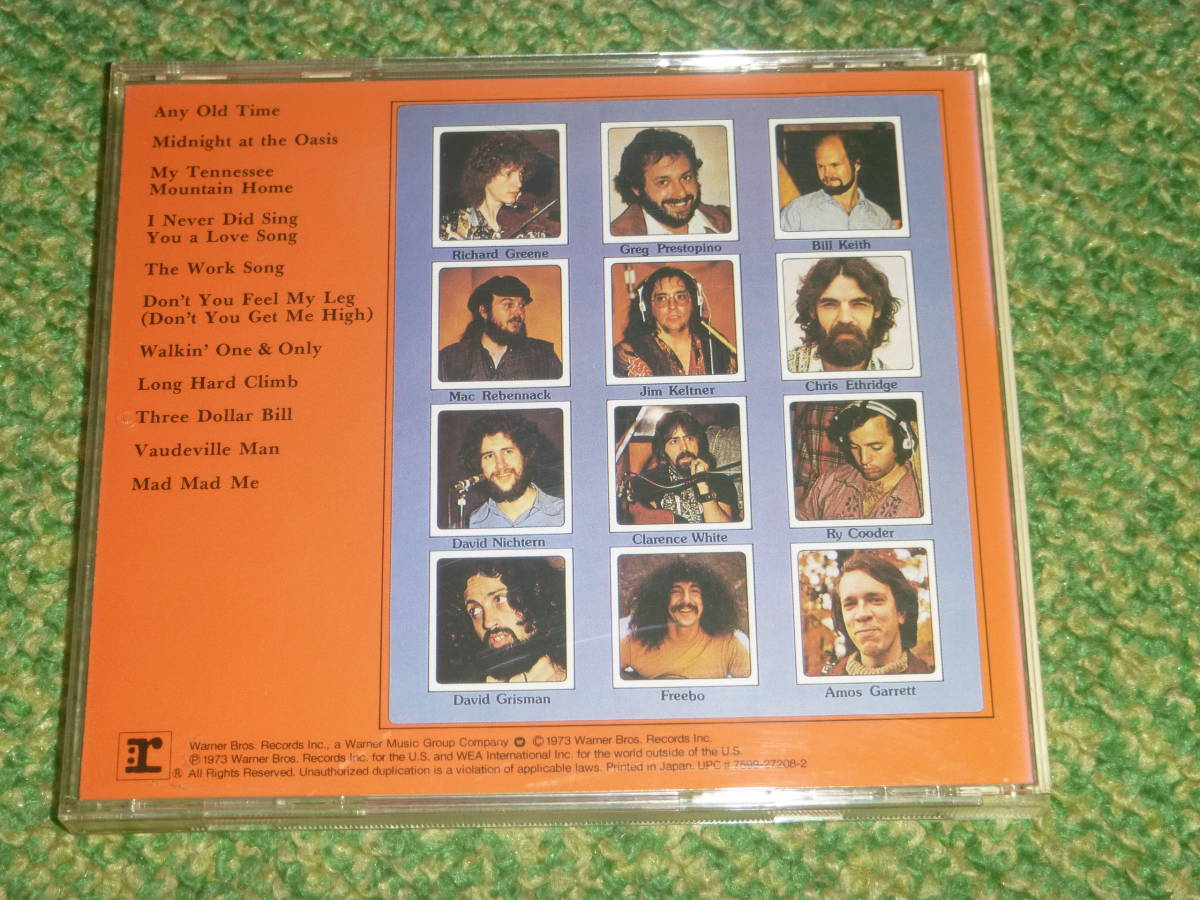 Any Old Time
Midnight at the Oasis
My Tennessee
Mountain Home
I Never Did Sing
You a Love Song
The Work Song
Don't You Feel My Leg
(Don't You Get Me High)
Walkin' One & Only
Long Hard Climb
Three Dollar Bill
Vaudeville Man
Mad Mad Me
Richard Greene
Greg Prestopino
Bill Keith
Mac Rebennack
Jim Keltner
Chris Ethridge
David Nichtern
Clarence White
Ry Cooder
David Grisman
Freebo
Amos Garrett
:r
®
Warner Bros. Records Inc., a Warner Music Group Company ©1973 Warner Bros. Records Inc.
℗1973 Warner Bros. Records Inc. for the U.S. and WEA International Inc. for the world outside of the U.S.
All Rights Reserved. Unauthorized duplication is a violation of applicable laws. Printed in Japan. UPC # 7599-27208-2